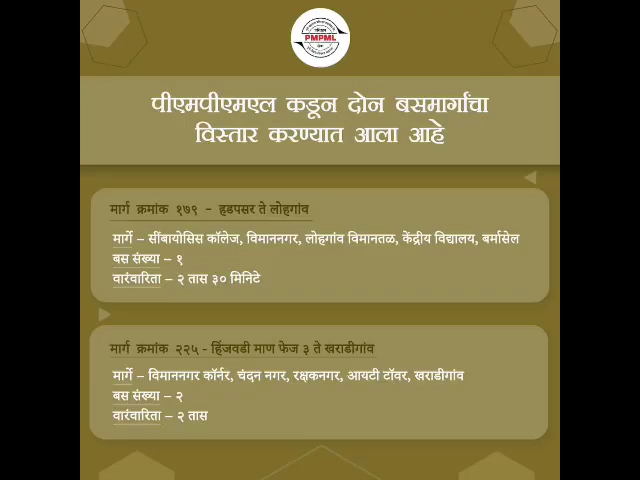 PMPML
पीएमपीएमएल कडून दोन बसमार्गांचा
विस्तार करण्यात आला आहे
मार्ग क्रमांक १७९ - हडपसर ते लोहगांव
मार्गे – सींबायोसिस कॉलेज, विमाननगर, लोहगांव विमानतळ, केंद्रीय विद्यालय, बर्मासेल
बस संख्या – १
वारंवारिता – २ तास ३० मिनिटे
मार्ग क्रमांक २२५ - हिंजवडी माण फेज ३ ते खराडीगांव
मार्गे – विमाननगर कॉर्नर, चंदन नगर, रक्षकनगर, आयटी टॉवर, खराडीगांव
बस संख्या – २
वारंवारिता – २ तास